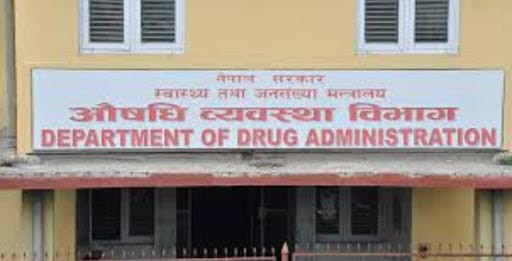 नेपाल सरकार
स्वास्थ्य तथा जनसंख्या मन्त्रालय
औषधि व्यवस्था विभाग
DEPARTMENT OF DRUG ADMINISTRATION